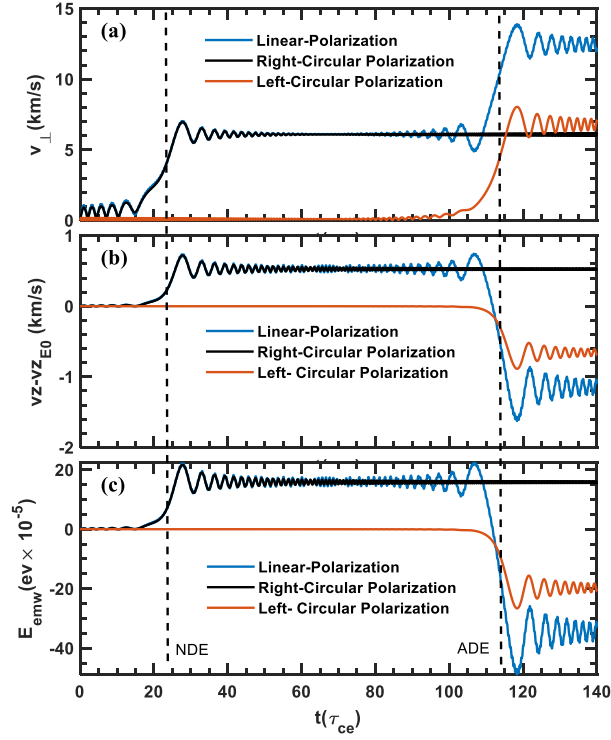 15
10
5
0
v⊥(km/s)
(a)
Linear-Polarization
Right-Circular Polarization
Left-Circular Polarization
1
0
-1
-2
vz-vzE0 (km/s)
(b)
Linear-Polarization
Right-Circular Polarization
Left- Circular Polarization
20
0
-20
-40
Eemw(ev × 10-5)
(c)
Linear-Polarization
Right-Circular Polarization
Left- Circular Polarization
NDE
ADE
0 20 40 60 80 100 120 140
t(τce)